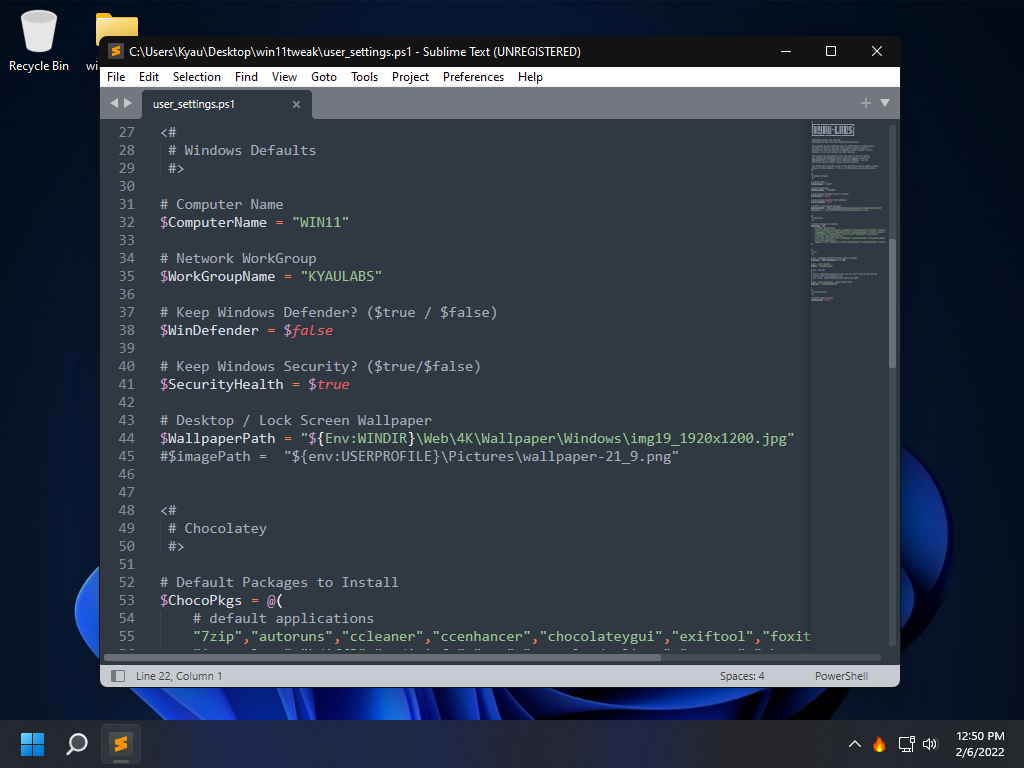 Recycle Bin
wi
C:\Users\Kyau\Desktop\win11tweak\user_settings.ps1 - Sublime Text (UNREGISTERED)
File Edit Selection Find View Goto Tools Project Preferences Help
user_settings.ps1
27 <#
28 # Windows Defaults
29 #>
30
31 # Computer Name
32 $ComputerName = "WIN11"
33
34 # Network WorkGroup
35 $WorkGroupName = "KYAULABS"
36
37 # Keep Windows Defender? ($true / $false)
38 $WinDefender = $false
39
40 # Keep Windows Security? ($true/$false)
41 $SecurityHealth = $true
42
43 # Desktop / Lock Screen Wallpaper
44 $WallpaperPath = "${Env:WINDIR}\Web\4K\Wallpaper\Windows\img19_1920x1200.jpg"
45 #$imagePath =  "${env:USERPROFILE}\Pictures\wallpaper-21_9.png"
46
47
48 <#
49 # Chocolatey
50 #>
51
52 # Default Packages to Install
53 $ChocoPkgs = @(
54 # default applications
55 "7zip","autoruns","ccleaner","ccenhancer","chocolateygui","exiftool","foxit
KYAU-LABS
Line 22, Column 1
Spaces: 4
PowerShell
12:50 PM
2/6/2022